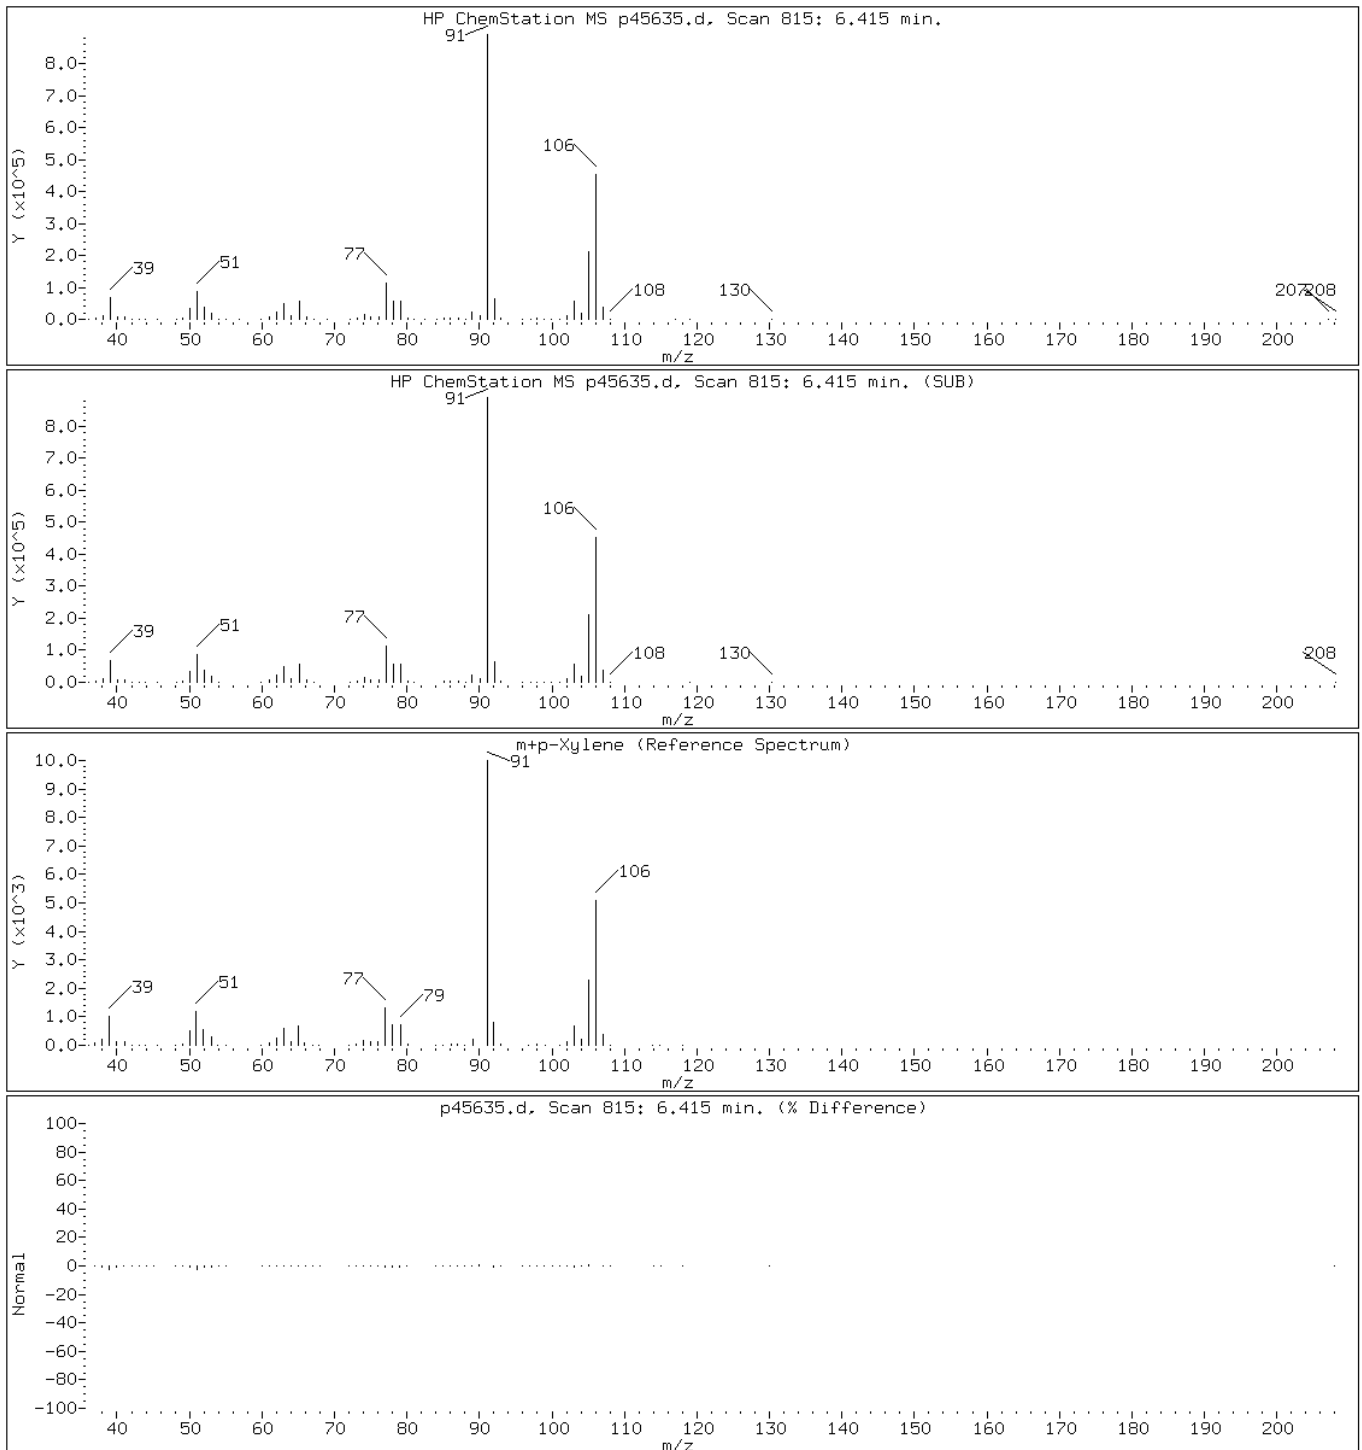 HP ChemStation MS p45635.d, Scan 815: 6.415 min.
91
8.0
7.0
6.0
106
5.0
4.0
3.0
77
2.0
39 51
1.0
108 130 207 208
0.0
40 50 60 70 80 90 100 110 120 130 140 150 160 170 180 190 200
m/z
Y (x10^5)
HP ChemStation MS p45635.d, Scan 815: 6.415 min. (SUB)
91
8.0
7.0
6.0
106
5.0
4.0
3.0
77
2.0
39 51
1.0
108 130 208
0.0
40 50 60 70 80 90 100 110 120 130 140 150 160 170 180 190 200
m/z
Y (x10^5)
m+p-Xylene (Reference Spectrum)
10.0
91
9.0
8.0
7.0
6.0
106
5.0
4.0
3.0
39 51 77 79
2.0
1.0
0.0
40 50 60 70 80 90 100 110 120 130 140 150 160 170 180 190 200
m/z
Y (x10^3)
p45635.d, Scan 815: 6.415 min. (% Difference)
100
80
60
40
20
0
-20
-40
-60
-80
-100
40 50 60 70 80 90 100 110 120 130 140 150 160 170 180 190 200
m/z
Normal